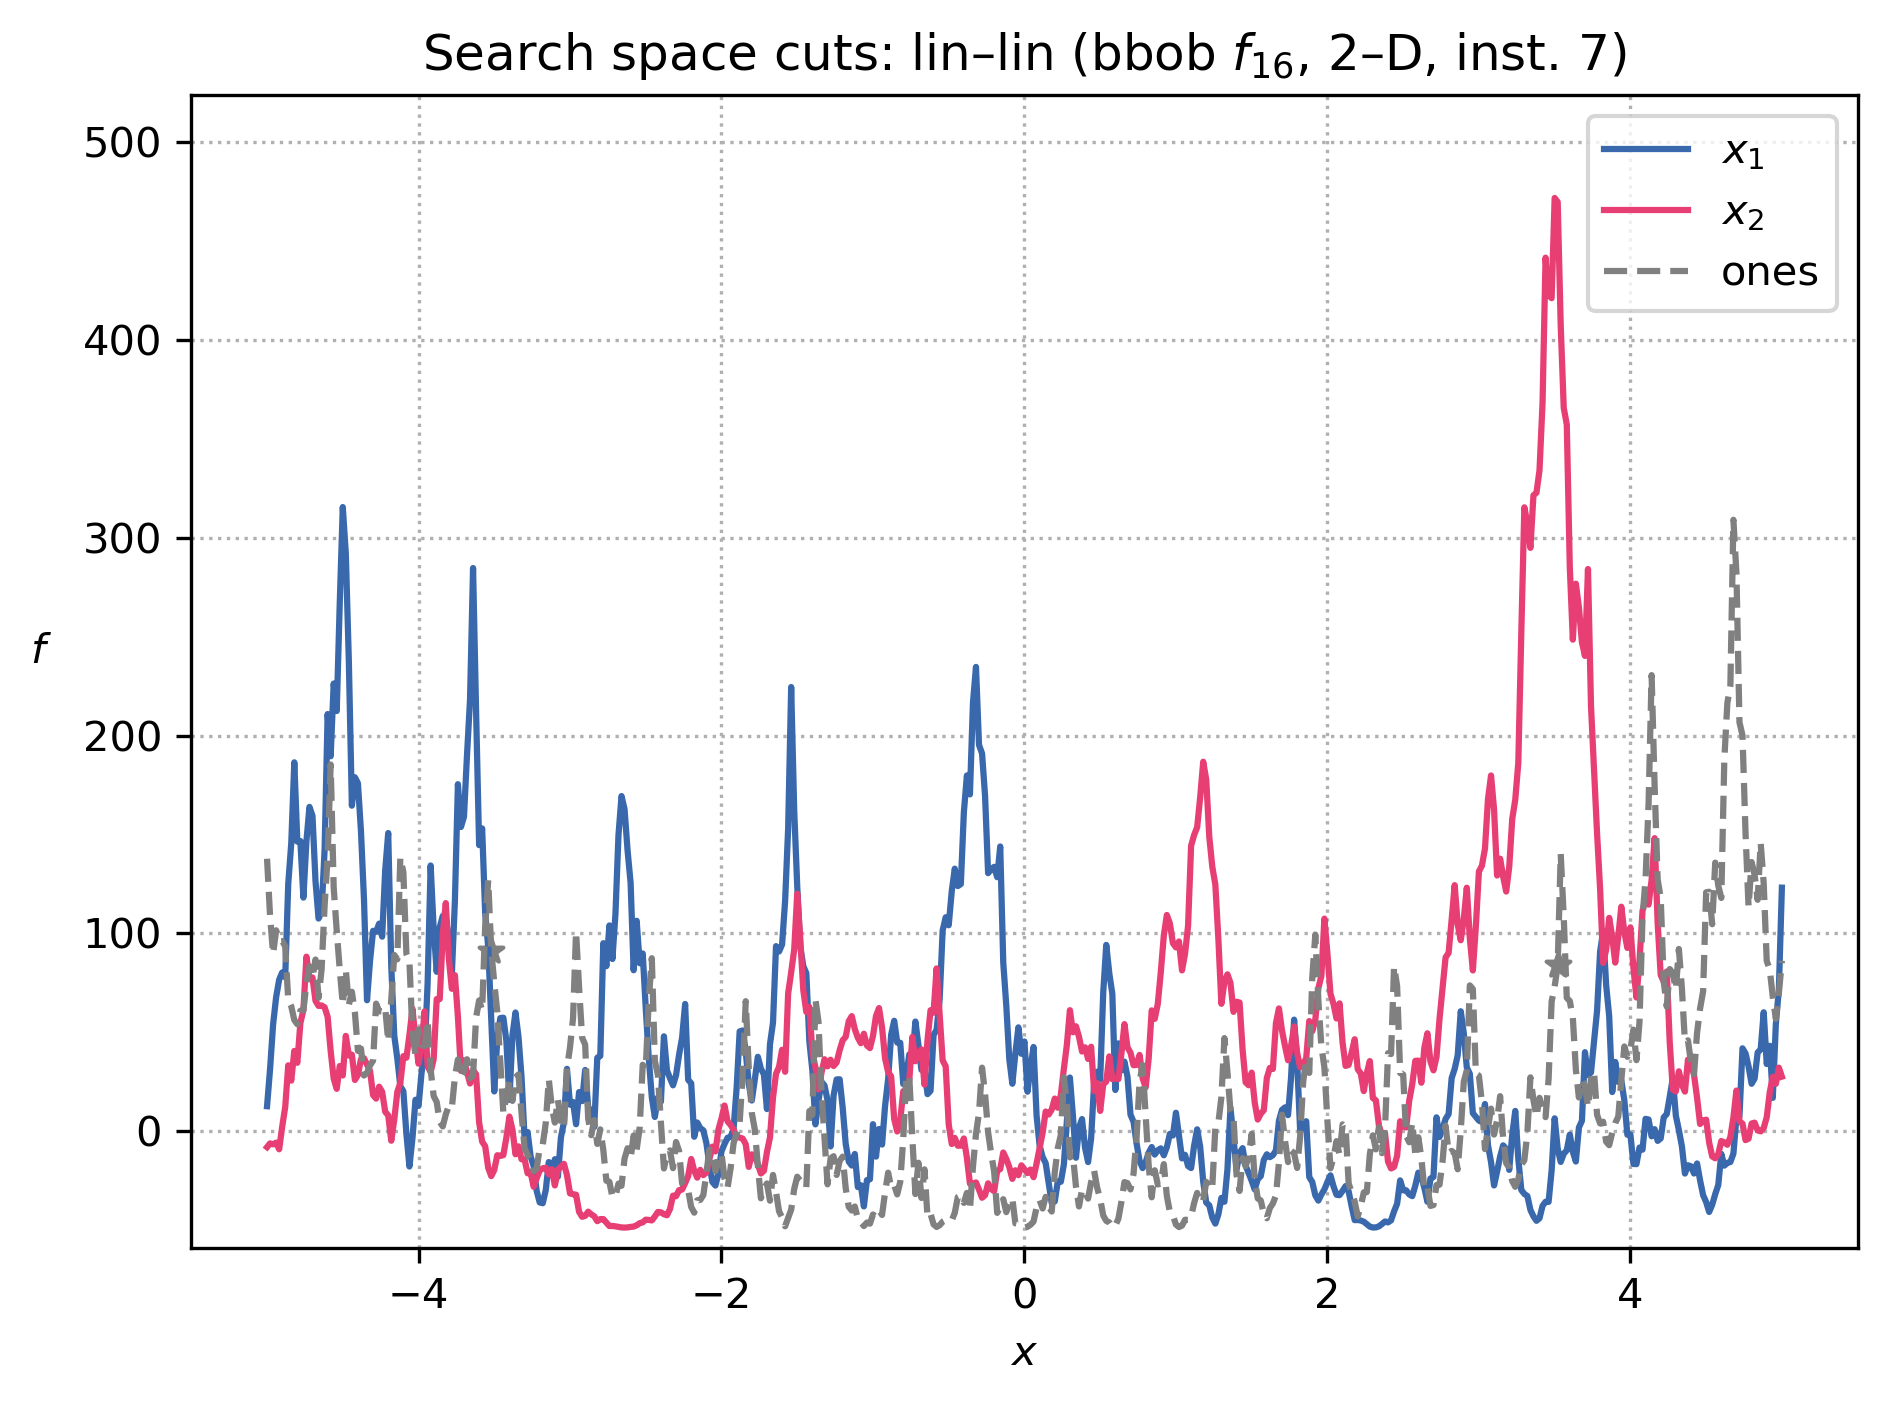 Search space cuts: lin–lin (bbob f16, 2–D, inst. 7)
500
400
300
200
100
0
f
x1
x2
ones
−4 −2 0 2 4
x